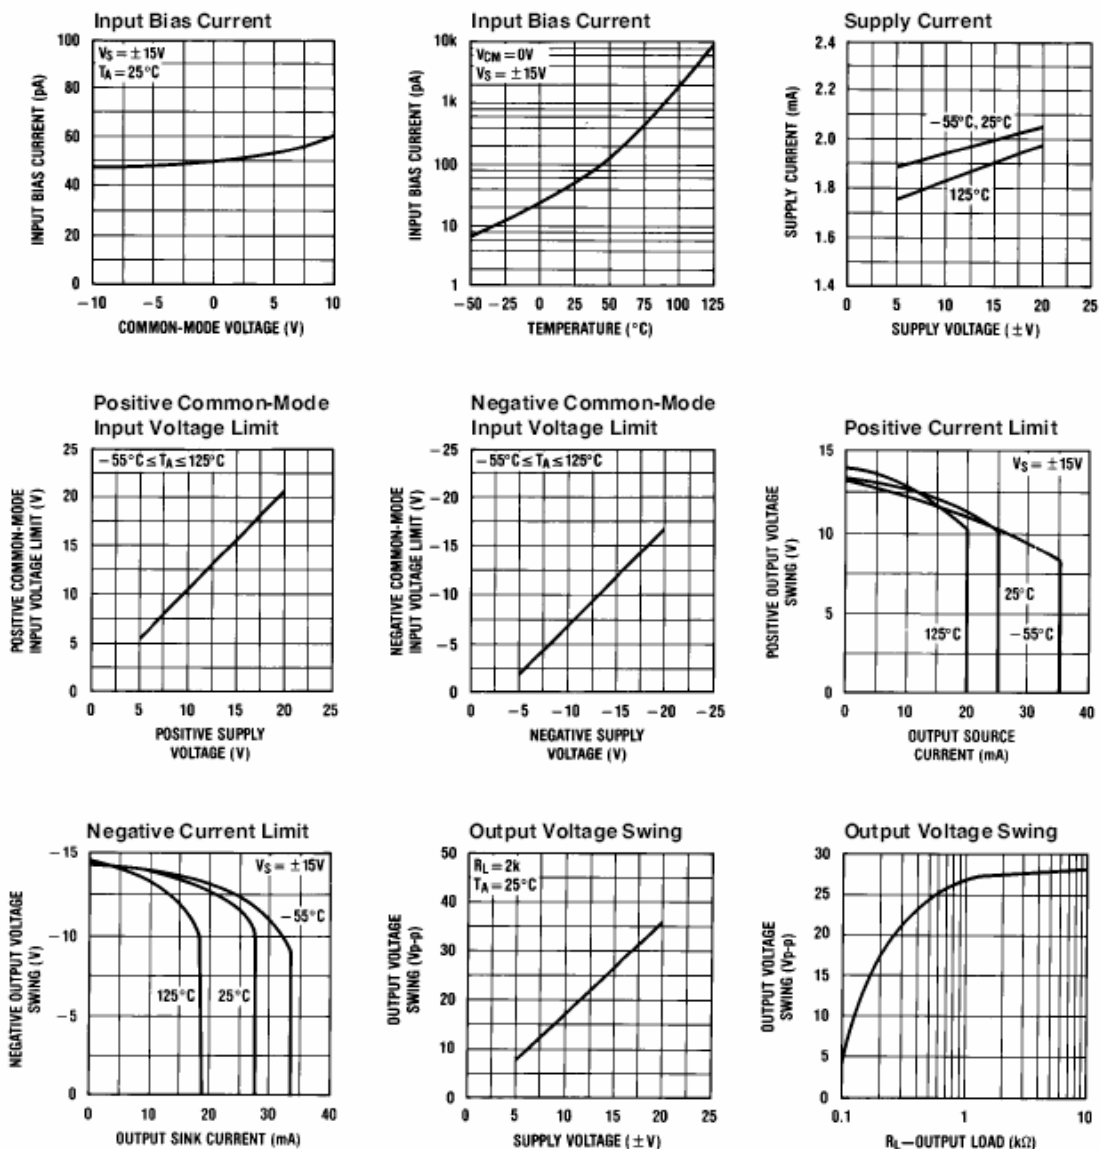 Input Bias Current
100
80
60
40
20
0
VS = ±15V
TA = 25°C
INPUT BIAS CURRENT (pA)
−10 −5 0 5 10
COMMON-MODE VOLTAGE (V)
Input Bias Current
10k
1k
100
10
1
VCM = 0V
VS = ±15V
INPUT BIAS CURRENT (pA)
−50 −25 0 25 50 75 100 125
TEMPERATURE (°C)
Supply Current
2.4
2.2
2.0
1.8
1.6
1.4
−55°C, 25°C
125°C
SUPPLY CURRENT (mA)
0 5 10 15 20 25
SUPPLY VOLTAGE (±V)
Positive Common-Mode
Input Voltage Limit
25
20
15
10
5
0
−55°C ≤ TA ≤ 125°C
POSITIVE COMMON-MODE
INPUT VOLTAGE LIMIT (V)
0 5 10 15 20 25
POSITIVE SUPPLY
VOLTAGE (V)
Negative Common-Mode
Input Voltage Limit
−25
−20
−15
−10
−5
0
−55°C ≤ TA ≤ 125°C
NEGATIVE COMMON-MODE
INPUT VOLTAGE LIMIT (V)
0 −5 −10 −15 −20 −25
NEGATIVE SUPPLY
VOLTAGE (V)
Positive Current Limit
15
10
5
0
VS = ±15V
25°C
125°C
−55°C
POSITIVE OUTPUT VOLTAGE
SWING (V)
0 10 20 30 40
OUTPUT SOURCE
CURRENT (mA)
Negative Current Limit
−15
−10
−5
0
VS = ±15V
−55°C
125°C
25°C
NEGATIVE OUTPUT VOLTAGE
SWING (V)
0 10 20 30 40
OUTPUT SINK CURRENT (mA)
Output Voltage Swing
50
40
30
20
10
0
RL = 2k
TA = 25°C
OUTPUT VOLTAGE
SWING (Vp-p)
0 5 10 15 20 25
SUPPLY VOLTAGE (±V)
Output Voltage Swing
30
25
20
15
10
5
0
OUTPUT VOLTAGE
SWING (Vp-p)
0.1 1 10
RL—OUTPUT LOAD (kΩ)